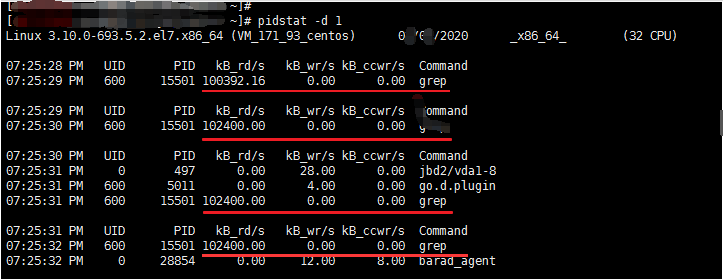 [ ~]#
[ ~]# pidstat -d 1
Linux 3.10.0-693.5.2.el7.x86_64 (VM_171_93_centos) /2020 _x86_64_ (32 CPU)
07:25:28 PM UID PID kB_rd/s kB_wr/s kB_ccwr/s Command
07:25:29 PM 600 15501 100392.16 0.00 0.00 grep
07:25:29 PM UID PID kB_rd/s kB_wr/s kB_ccwr/s
07:25:30 PM 600 15501 102400.00 0.00 0.00
07:25:30 PM UID PID kB_rd/s kB_wr/s kB_ccwr/s Command
07:25:31 PM 0 497 0.00 28.00 0.00 jbd2/vda1-8
07:25:31 PM 600 5011 0.00 4.00 0.00 go.d.plugin
07:25:31 PM 600 15501 102400.00 0.00 0.00 grep
07:25:31 PM UID PID kB_rd/s kB_wr/s kB_ccwr/s Command
07:25:32 PM 600 15501 102400.00 0.00 0.00 grep
07:25:32 PM 0 28854 0.00 12.00 8.00 barad_agent